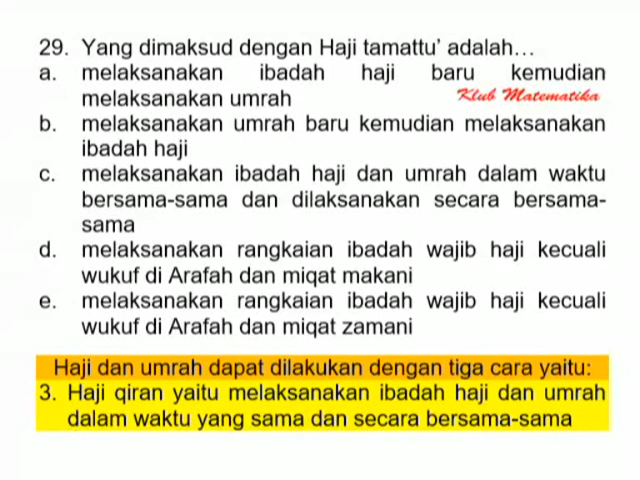 29. Yang dimaksud dengan Haji tamattu’ adalah…
a. melaksanakan ibadah haji baru kemudian
melaksanakan umrah
Klub Matematika
b. melaksanakan umrah baru kemudian melaksanakan
ibadah haji
c. melaksanakan ibadah haji dan umrah dalam waktu
bersama-sama dan dilaksanakan secara bersama-
sama
d. melaksanakan rangkaian ibadah wajib haji kecuali
wukuf di Arafah dan miqat makani
e. melaksanakan rangkaian ibadah wajib haji kecuali
wukuf di Arafah dan miqat zamani
Haji dan umrah dapat dilakukan dengan tiga cara yaitu:
3. Haji qiran yaitu melaksanakan ibadah haji dan umrah
dalam waktu yang sama dan secara bersama-sama